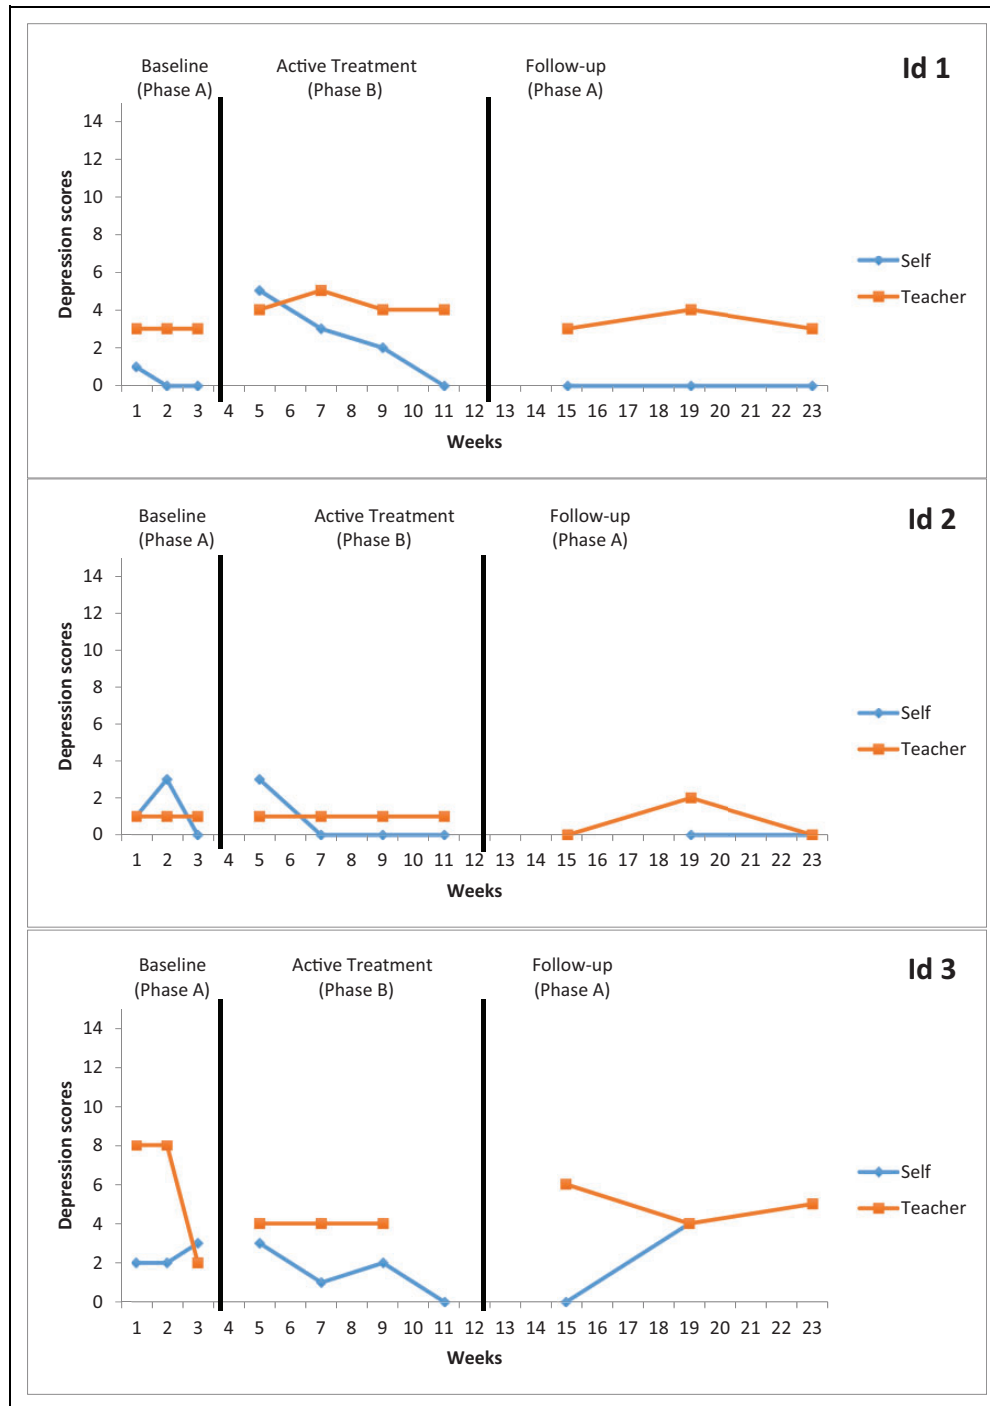 Id 1
Baseline
(Phase A)
Active Treatment
(Phase B)
Follow-up
(Phase A)
Depression scores
14
12
10
8
6
4
2
0
1 2 3 4 5 6 7 8 9 10 11 12 13 14 15 16 17 18 19 20 21 22 23
Weeks
Self
Teacher
Id 2
Baseline
(Phase A)
Active Treatment
(Phase B)
Follow-up
(Phase A)
Depression scores
14
12
10
8
6
4
2
0
1 2 3 4 5 6 7 8 9 10 11 12 13 14 15 16 17 18 19 20 21 22 23
Weeks
Self
Teacher
Id 3
Baseline
(Phase A)
Active Treatment
(Phase B)
Follow-up
(Phase A)
Depression scores
14
12
10
8
6
4
2
0
1 2 3 4 5 6 7 8 9 10 11 12 13 14 15 16 17 18 19 20 21 22 23
Weeks
Self
Teacher